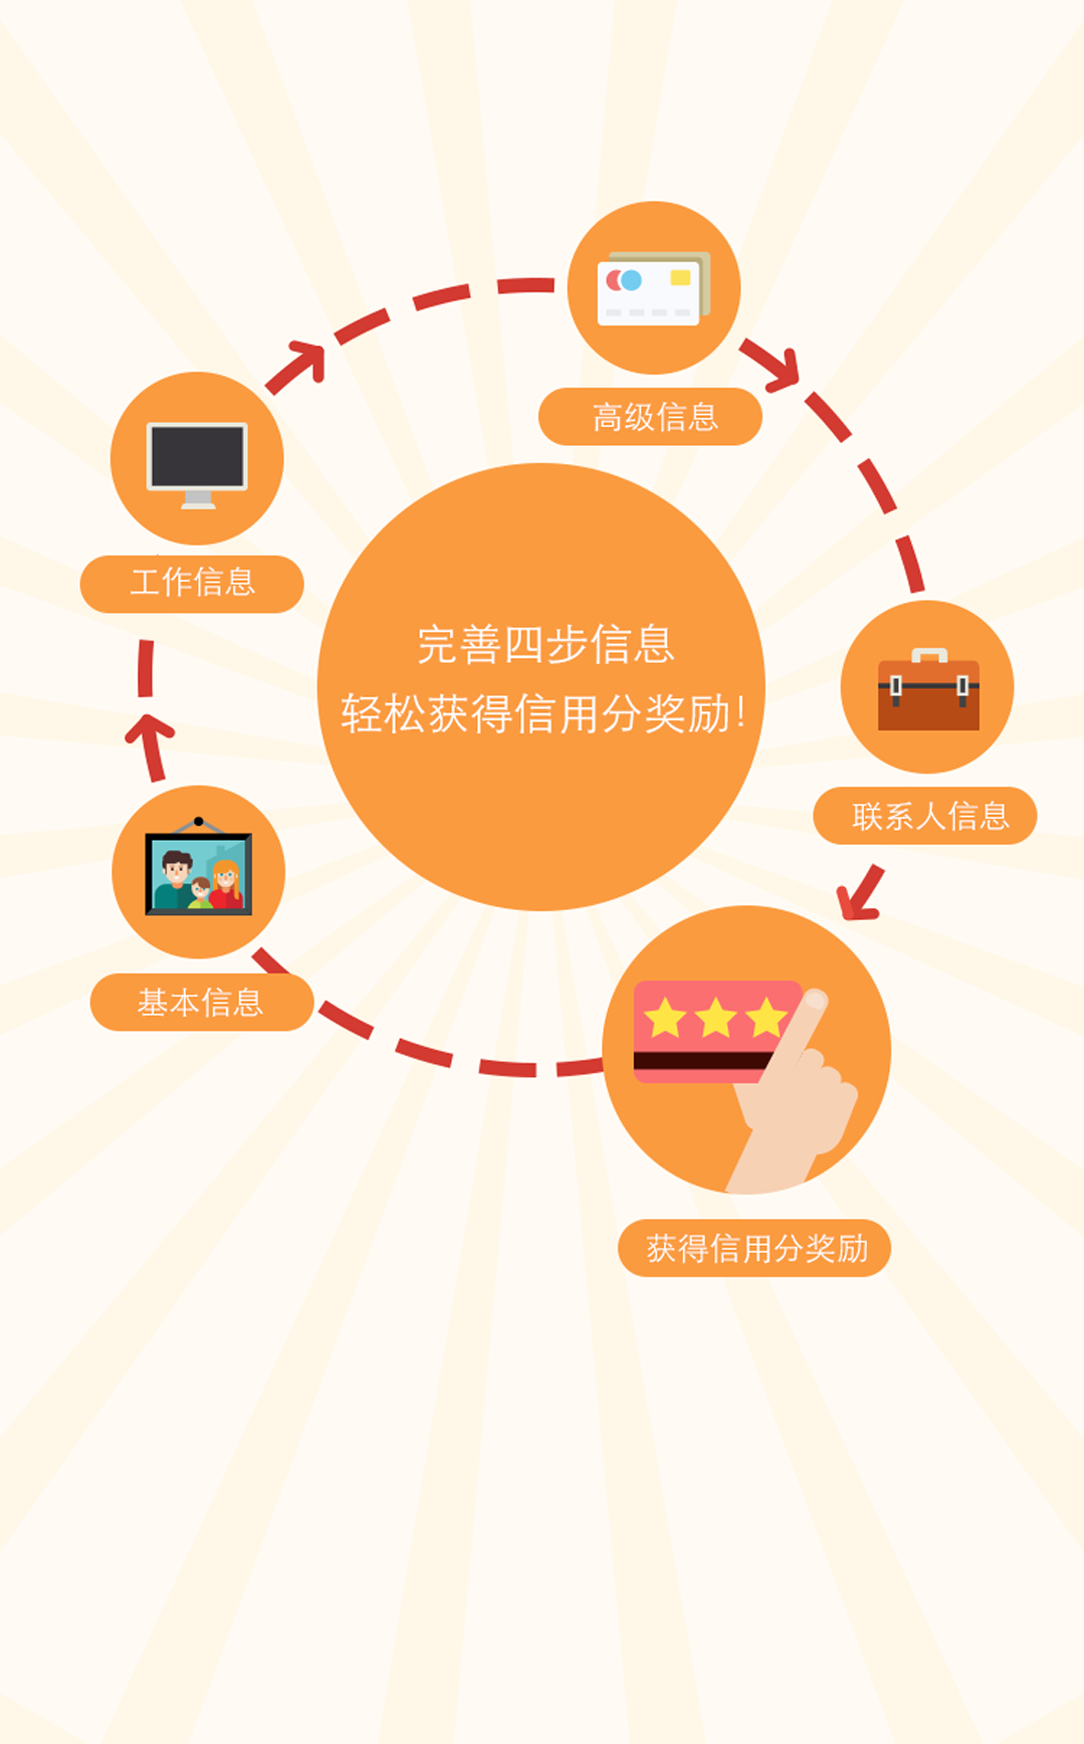 高级信息
工作信息
完善四步信息
轻松获得信用分奖励!
联系人信息
基本信息
获得信用分奖励